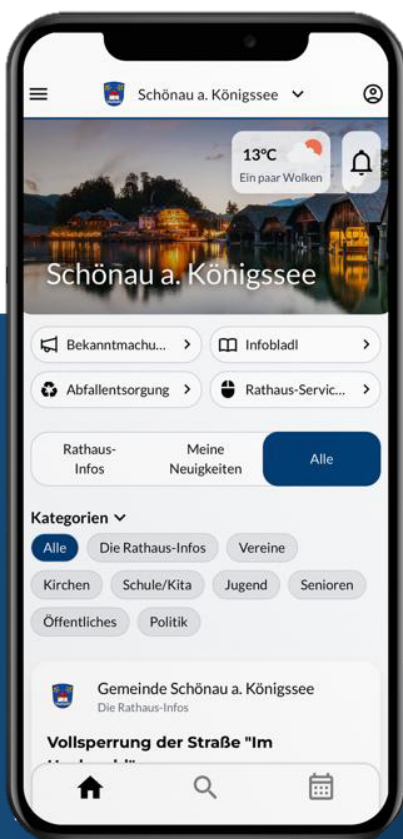 Schönau a. Königssee
13°C
Ein paar Wolken
Schönau a. Königssee
Bekanntmachu...
Infobladl
Abfallentsorgung
Rathaus-Servic...
Rathaus-
Infos
Meine
Neuigkeiten
Alle
Kategorien
Alle
Die Rathaus-Infos
Vereine
Kirchen
Schule/Kita
Jugend
Senioren
Öffentliches
Politik
Gemeinde Schönau a. Königssee
Die Rathaus-Infos
Vollsperrung der Straße "Im